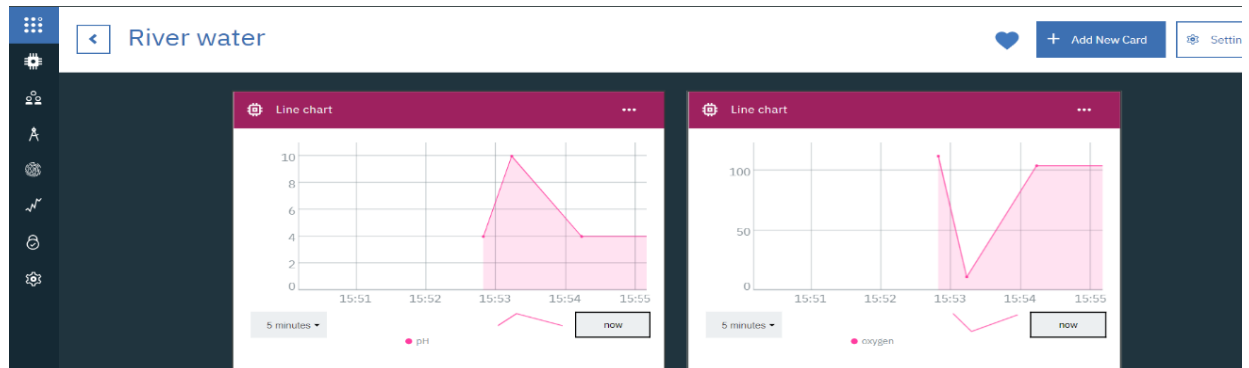 River water
+ Add New Card
Settin
Line chart
10
8
6
4
2
0
15:51 15:52 15:53 15:54 15:55
5 minutes
now
pH
Line chart
100
50
0
15:51 15:52 15:53 15:54 15:55
5 minutes
now
oxygen